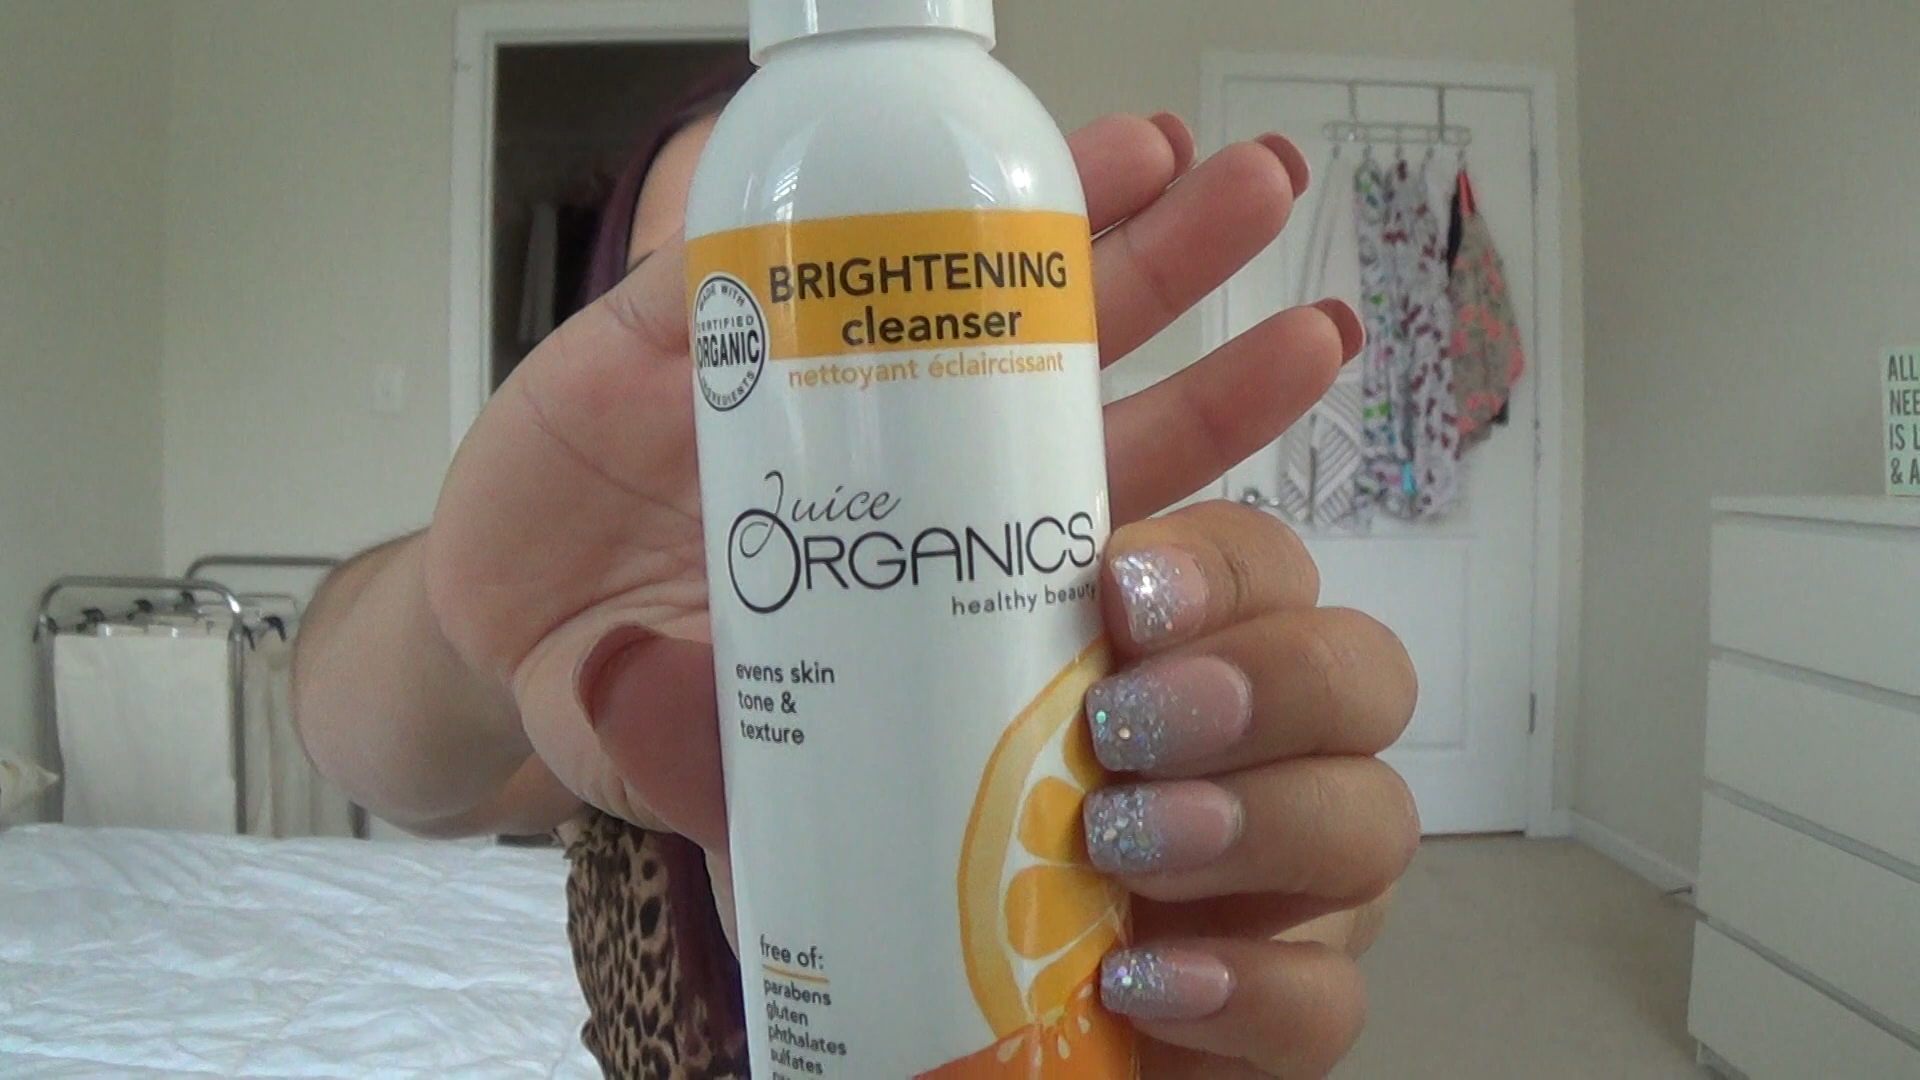 BRIGHTENING
cleanser
nettoyant éclaircissant
MADE WITH
CERTIFIED
ORGANIC
INGREDIENTS
Juice
ORGANICS
healthy beauty
evens skin
tone &
texture
free of:
parabens
gluten
phthalates
sulfates
ALL
NEE
IS L
& A